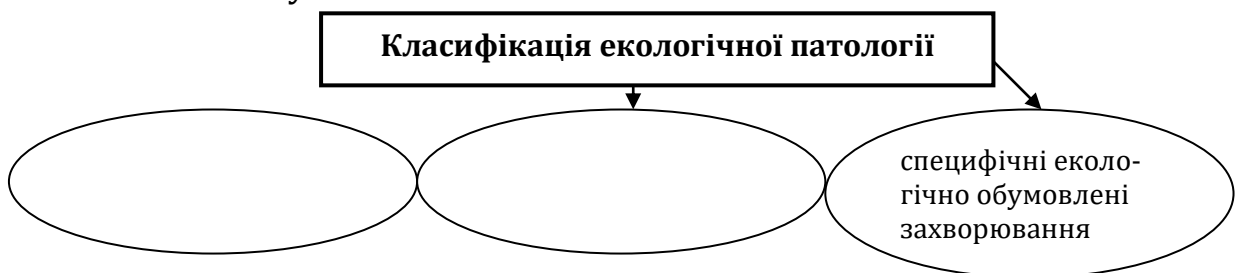 Класифікація екологічної патології
специфічні еколо-
гічно обумовлені
захворювання